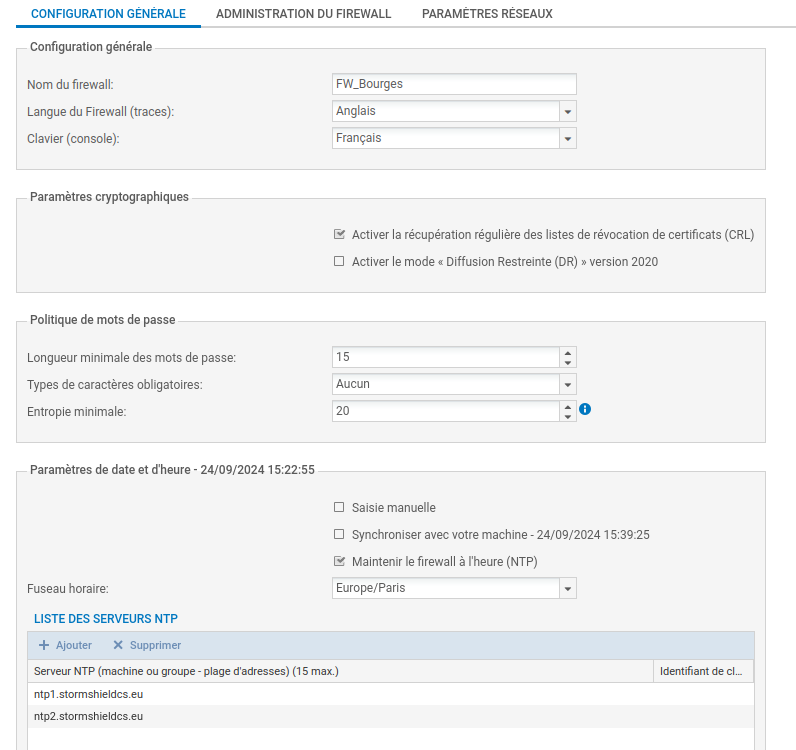 CONFIGURATION GÉNÉRALE ADMINISTRATION DU FIREWALL PARAMÈTRES RÉSEAUX
Configuration générale
Nom du firewall: FW_Bourges
Langue du Firewall (traces): Anglais
Clavier (console): Français
Paramètres cryptographiques
Activer la récupération régulière des listes de révocation de certificats (CRL)
Activer le mode « Diffusion Restreinte (DR) » version 2020
Politique de mots de passe
Longueur minimale des mots de passe: 15
Types de caractères obligatoires: Aucun
Entropie minimale: 20
Paramètres de date et d'heure - 24/09/2024 15:22:55
Saisie manuelle
Synchroniser avec votre machine - 24/09/2024 15:39:25
Maintenir le firewall à l'heure (NTP)
Fuseau horaire: Europe/Paris
LISTE DES SERVEURS NTP
Ajouter Supprimer
Serveur NTP (machine ou groupe - plage d'adresses) (15 max.) Identifiant de cl...
ntp1.stormshieldcs.eu
ntp2.stormshieldcs.eu